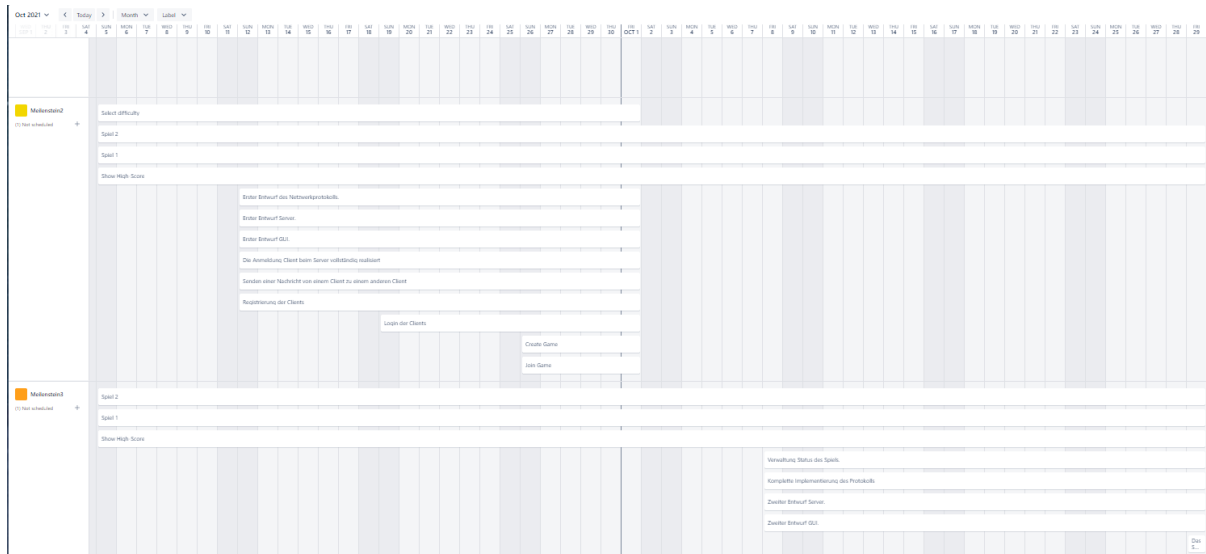 Oct 2021 Today Month Label
SAT SUN MON TUE WED THU FRI SAT SUN MON TUE WED THU FRI SAT SUN MON TUE WED THU FRI SAT SUN MON TUE WED THU FRI SAT SUN MON TUE WED THU FRI SAT SUN MON TUE WED THU FRI SAT SUN MON TUE WED THU FRI SAT SUN MON TUE WED THU FRI
4 5 6 7 8 9 10 11 12 13 14 15 16 17 18 19 20 21 22 23 24 25 26 27 28 29 30 OCT 1 2 3 4 5 6 7 8 9 10 11 12 13 14 15 16 17 18 19 20 21 22 23 24 25 26 27 28 29
Meilenstein2
(1) Not scheduled +
Select difficulty
Spiel 2
Spiel 1
Show High-Score
Erster Entwurf des Netzwerkprotokolls.
Erster Entwurf Server.
Erster Entwurf GUI.
Die Anmeldung Client beim Server vollständig realisiert
Senden einer Nachricht von einem Client zu einem anderen Client
Registrierung der Clients
Login der Clients
Create Game
Join Game
Meilenstein3
(1) Not scheduled +
Spiel 2
Spiel 1
Show High-Score
Verwaltung Status des Spiels.
Komplette Implementierung des Protokolls
Zweiter Entwurf Server.
Zweiter Entwurf GUI.
Das
S...